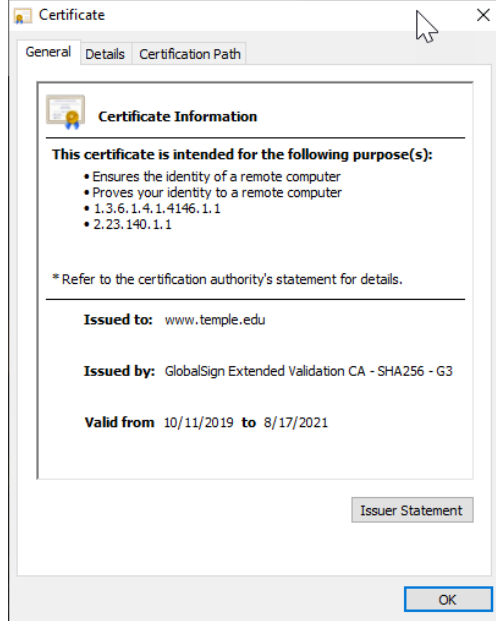 Certificate
General Details Certification Path
Certificate Information
This certificate is intended for the following purpose(s):
• Ensures the identity of a remote computer
• Proves your identity to a remote computer
• 1.3.6.1.4.1.4146.1.1
• 2.23.140.1.1
* Refer to the certification authority's statement for details.
Issued to: www.temple.edu
Issued by: GlobalSign Extended Validation CA - SHA256 - G3
Valid from 10/11/2019 to 8/17/2021
Issuer Statement
OK